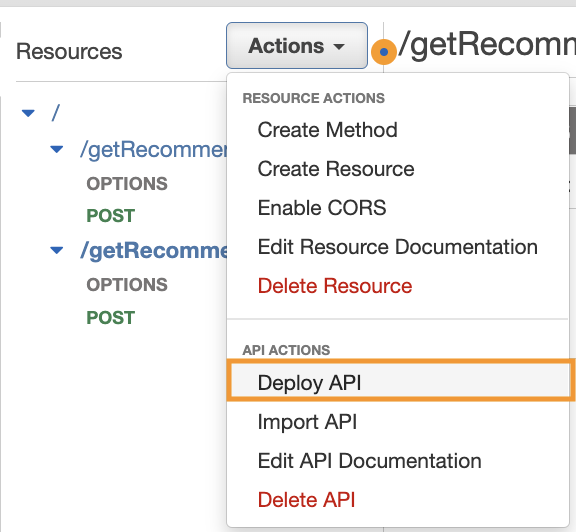 Resources
Actions
/getRecomm
/
/getRecommer
OPTIONS
POST
/getRecomme
OPTIONS
POST
RESOURCE ACTIONS
Create Method
Create Resource
Enable CORS
Edit Resource Documentation
Delete Resource
API ACTIONS
Deploy API
Import API
Edit API Documentation
Delete API